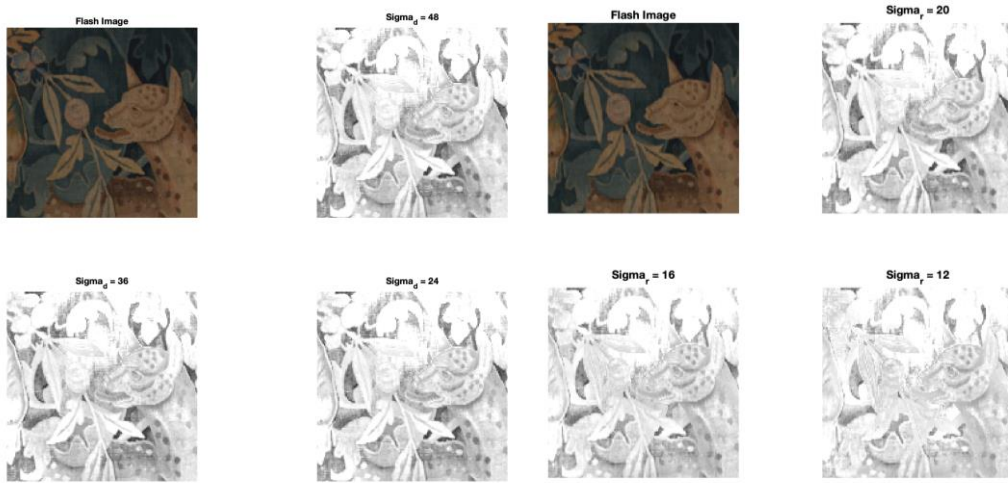 Flash Image
Sigma_d = 48
Flash Image
Sigma_r = 20
Sigma_d = 36
Sigma_d = 24
Sigma_r = 16
Sigma_r = 12